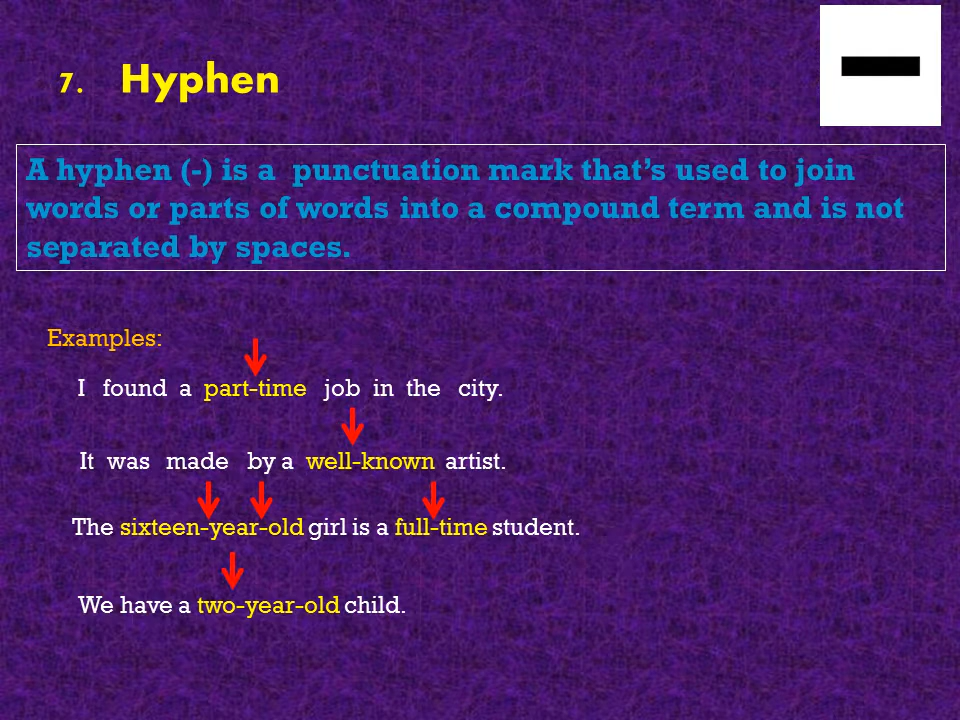 7. Hyphen
A hyphen (-) is a punctuation mark that’s used to join
words or parts of words into a compound term and is not
separated by spaces.
Examples:
I found a part-time job in the city.
It was made by a well-known artist.
The sixteen-year-old girl is a full-time student.
We have a two-year-old child.